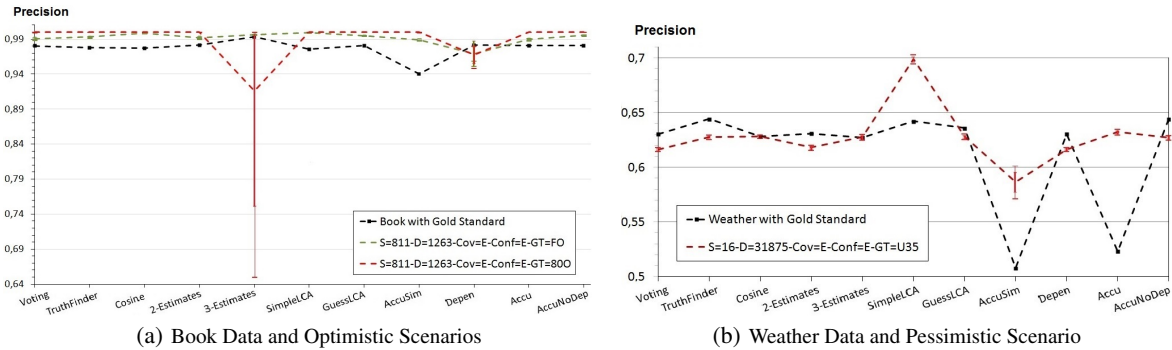 Precision
0,99
0,94
0,89
0,84
0,79
0,74
0,69
0,64
Book with Gold Standard
S=811-D=1263-Cov=E-Conf=E-GT=FO
S=811-D=1263-Cov=E-Conf=E-GT=80O
Voting
TruthFinder
Cosine
2-Estimates
3-Estimates
SimpleLCA
GuessLCA
AccuSim
Depen
Accu
AccuNoDep
(a) Book Data and Optimistic Scenarios
Precision
0,7
0,65
0,6
0,55
0,5
Weather with Gold Standard
S=16-D=31875-Cov=E-Conf=E-GT=U35
Voting
TruthFinder
Cosine
2-Estimates
3-Estimates
SimpleLCA
GuessLCA
AccuSim
Depen
Accu
AccuNoDep
(b) Weather Data and Pessimistic Scenario